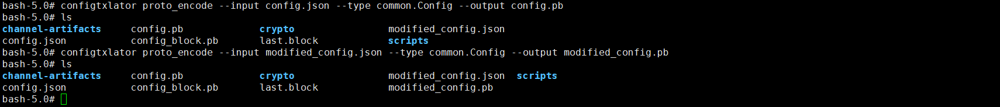 bash-5.0# configtxlator proto_encode --input config.json --type common.Config --output config.pb
bash-5.0# ls
channel-artifacts     config.pb             crypto                modified_config.json
config.json           config_block.pb       last.block            scripts
bash-5.0# configtxlator proto_encode --input modified_config.json --type common.Config --output modified_config.pb
bash-5.0# ls
channel-artifacts     config.pb             crypto                modified_config.json  scripts
config.json           config_block.pb       last.block            modified_config.pb
bash-5.0#